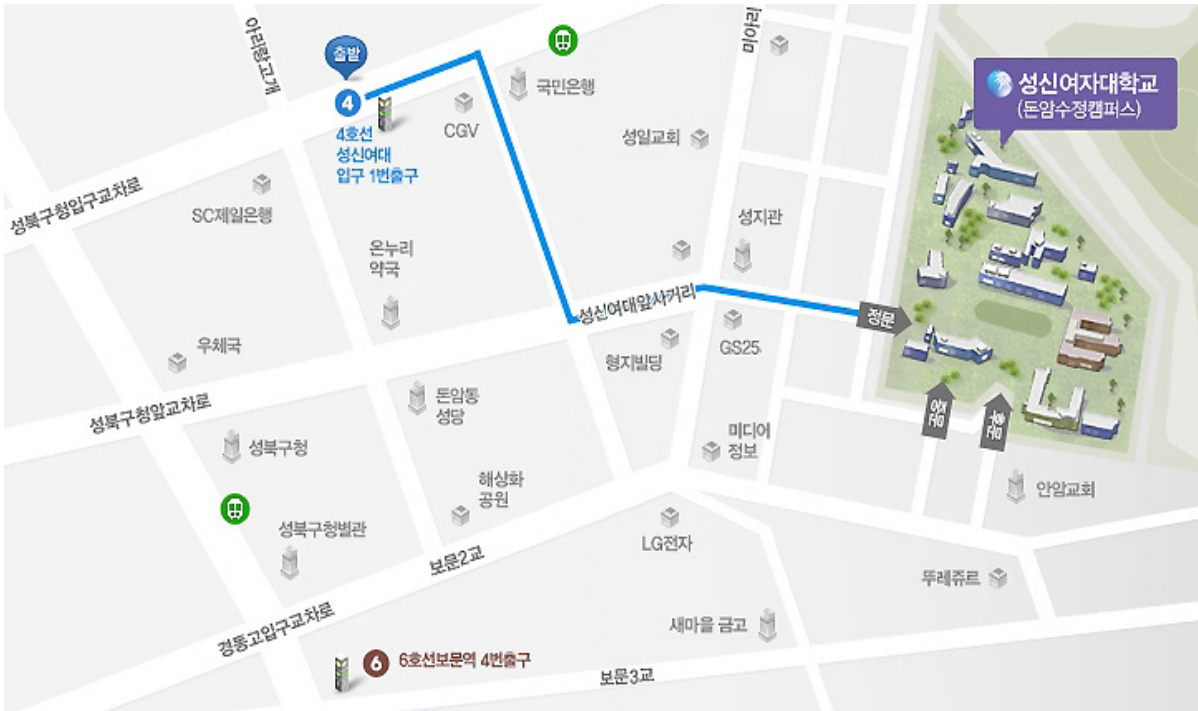 아리랑고개
출발
미아리
성신여자대학교
(돈암수정캠퍼스)
4
4호선
성신여대
입구 1번출구
CGV
국민은행
성일교회
성북구청입구교차로
SC제일은행
온누리
약국
성지관
성신여대앞사거리
정문
우체국
형지빌딩
GS25
성북구청앞교차로
돈암동
성당
중문
후문
성북구청
미디어
정보
해상화
공원
안암교회
성북구청별관
LG전자
보문2교
뚜레쥬르
경동고입구교차로
새마을 금고
6
6호선보문역 4번출구
보문3교